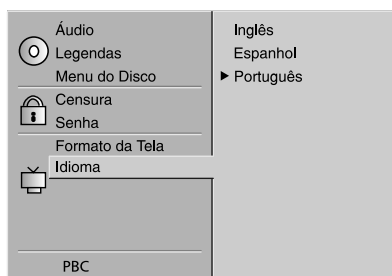 Áudio
Legendas
Menu do Disco
Censura
Senha
Formato da Tela
Idioma
PBC
Inglês
Espanhol
Português